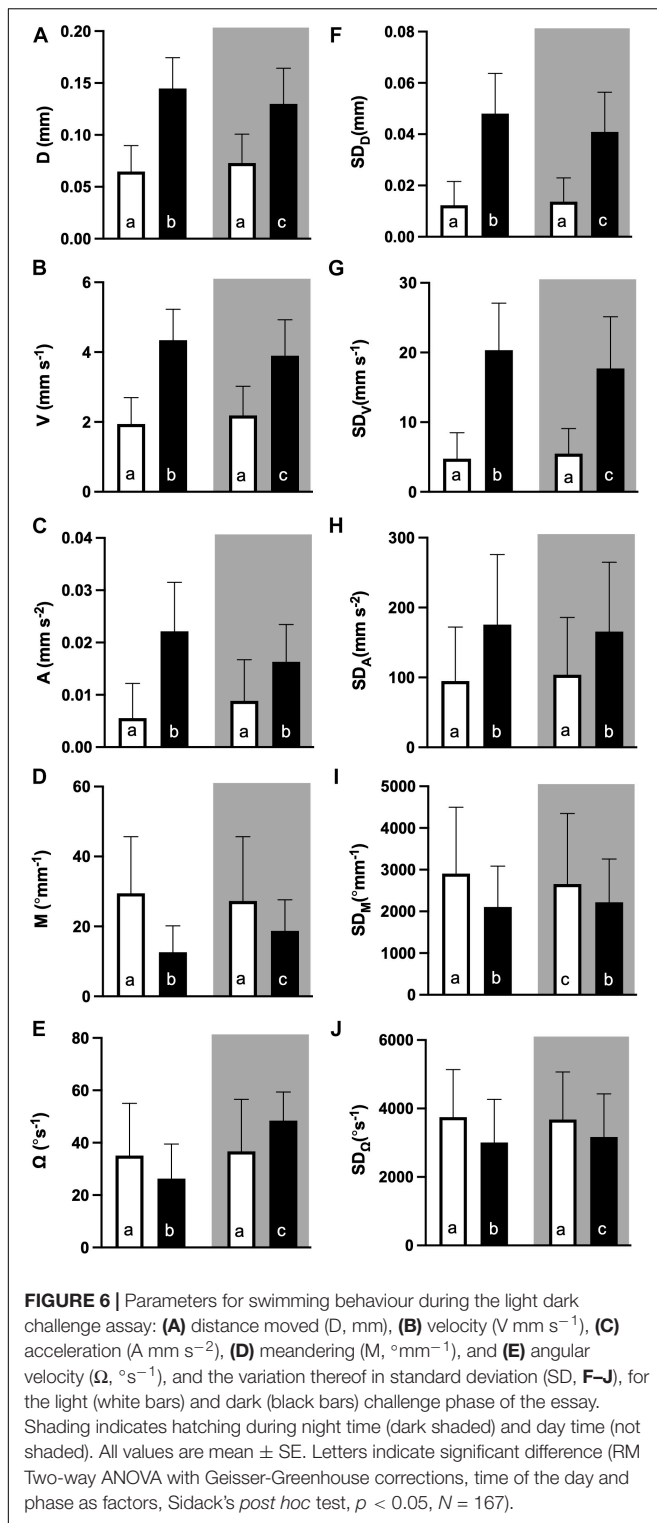 A
F
0.20
0.15
0.10
0.05
0.00
D (mm)
a b a c
0.08
0.06
0.04
0.02
0.00
SD_D (mm)
a b a c
B
G
6
4
2
0
V (mm s⁻¹)
a b a c
30
20
10
0
SD_V (mm s⁻¹)
a b a c
C
H
0.04
0.03
0.02
0.01
0.00
A (mm s⁻²)
a b a b
300
200
100
0
SD_A (mm s⁻²)
a b a b
D
I
60
40
20
0
M (°mm⁻¹)
a b a c
5000
4000
3000
2000
1000
0
SD_M (°mm⁻¹)
a b c b
E
J
80
60
40
20
0
Ω (°s⁻¹)
a b a c
6000
4000
2000
0
SD_Ω (°s⁻¹)
a b a c
FIGURE 6 | Parameters for swimming behaviour during the light dark
challenge assay: (A) distance moved (D, mm), (B) velocity (V mm s⁻¹), (C)
acceleration (A mm s⁻²), (D) meandering (M, °mm⁻¹), and (E) angular
velocity (Ω, °s⁻¹), and the variation thereof in standard deviation (SD, F–J), for
the light (white bars) and dark (black bars) challenge phase of the essay.
Shading indicates hatching during night time (dark shaded) and day time (not
shaded). All values are mean ± SE. Letters indicate significant difference (RM
Two-way ANOVA with Geisser-Greenhouse corrections, time of the day and
phase as factors, Sidack's post hoc test, p < 0.05, N = 167).